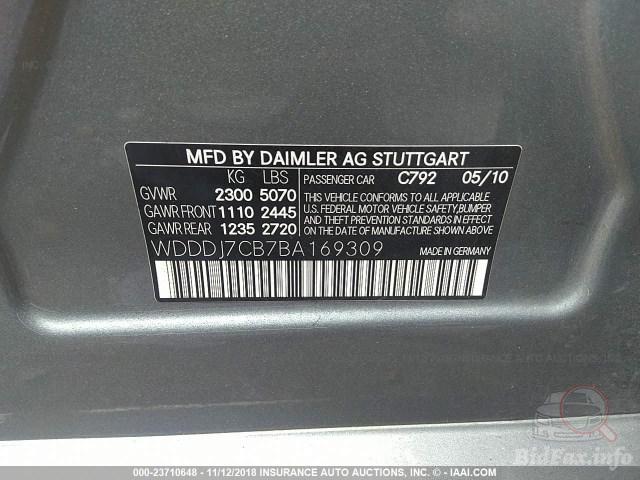 MFD BY DAIMLER AG STUTTGART
KG LBS PASSENGER CAR C792 05/10
GVWR 2300 5070 THIS VEHICLE CONFORMS TO ALL APPLICABLE
GAWR FRONT 1110 2445 U.S. FEDERAL MOTOR VEHICLE SAFETY, BUMPER
GAWR REAR 1235 2720 AND THEFT PREVENTION STANDARDS IN EFFECT
ON THE DATE OF MANUFACTURE SHOWN ABOVE
WDDDJ7CB7BA169309 MADE IN GERMANY
000-23710648 - 11/12/2018 INSURANCE AUTO AUCTIONS, INC. - IAAI.COM
BidFax.info